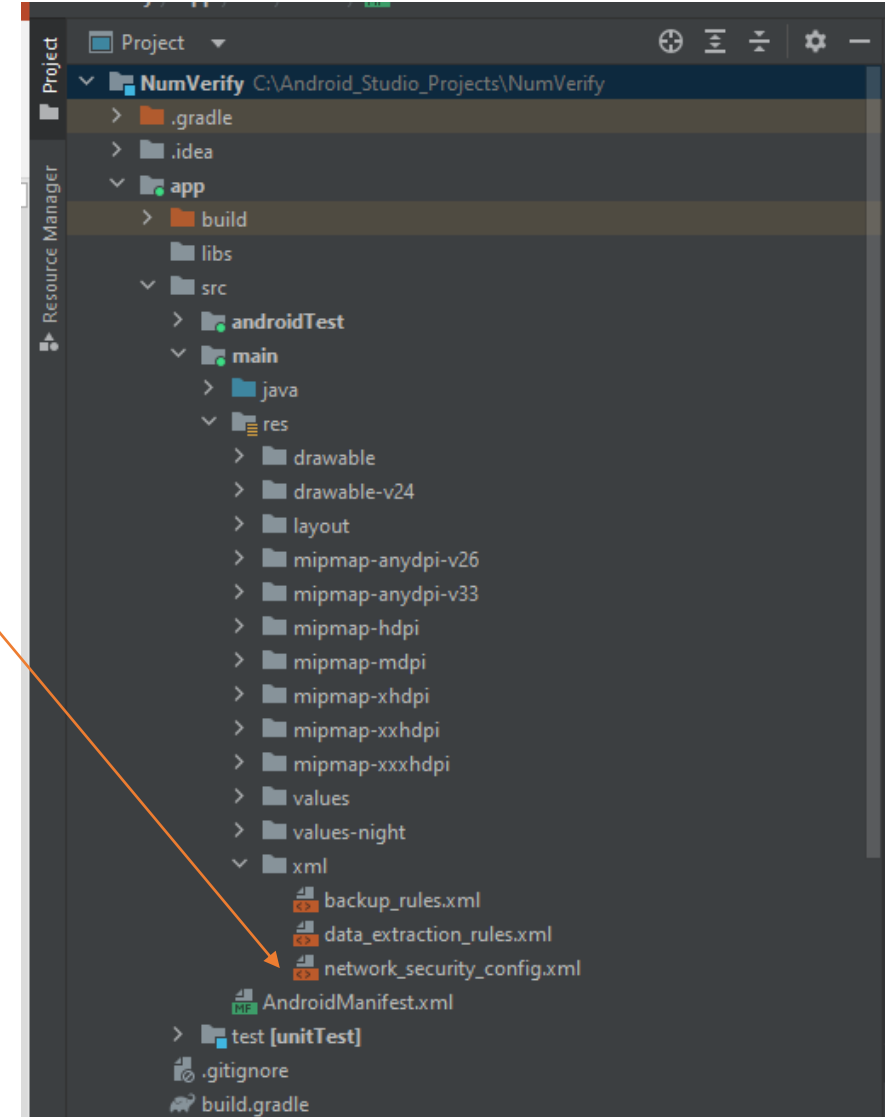 Project
Resource Manager
Project
NumVerify C:\Android_Studio_Projects\NumVerify
.gradle
.idea
app
build
libs
src
androidTest
main
java
res
drawable
drawable-v24
layout
mipmap-anydpi-v26
mipmap-anydpi-v33
mipmap-hdpi
mipmap-mdpi
mipmap-xhdpi
mipmap-xxhdpi
mipmap-xxxhdpi
values
values-night
xml
backup_rules.xml
data_extraction_rules.xml
network_security_config.xml
MF AndroidManifest.xml
test [unitTest]
.gitignore
build.gradle